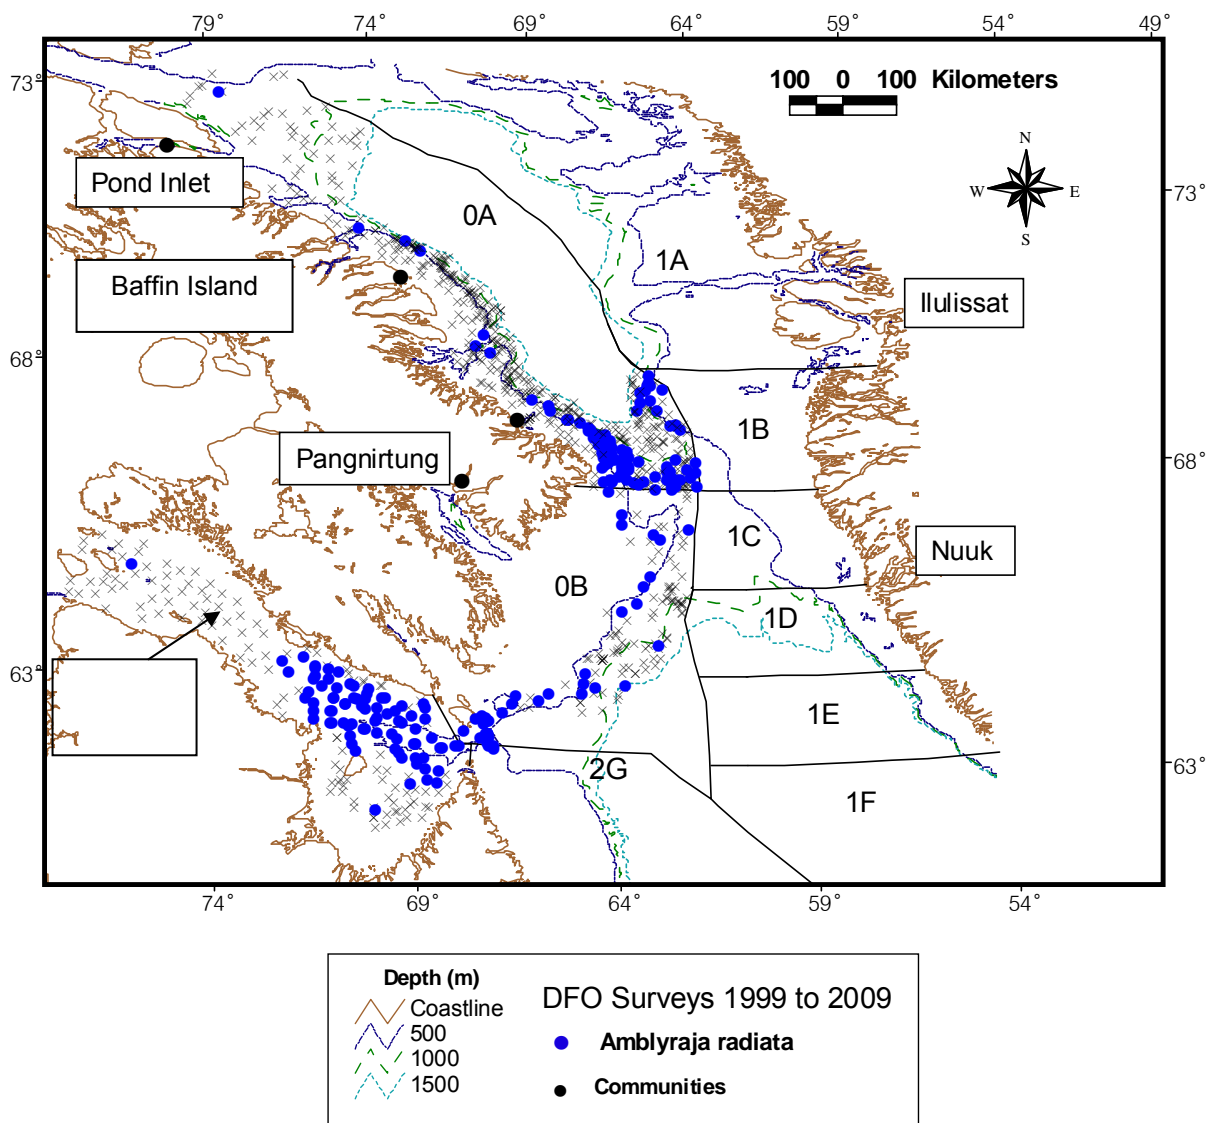 79° 74° 69° 64° 59° 54° 49°
73°
100 0 100 Kilometers
N
W E
S
73°
Pond Inlet
0A
1A
Baffin Island
Ilulissat
68°
1B
68°
Pangnirtung
1C
Nuuk
0B
1D
63°
1E
2G
63°
1F
74° 69° 64° 59° 54°
Depth (m)
Coastline
500
1000
1500
DFO Surveys 1999 to 2009
Amblyraja radiata
Communities